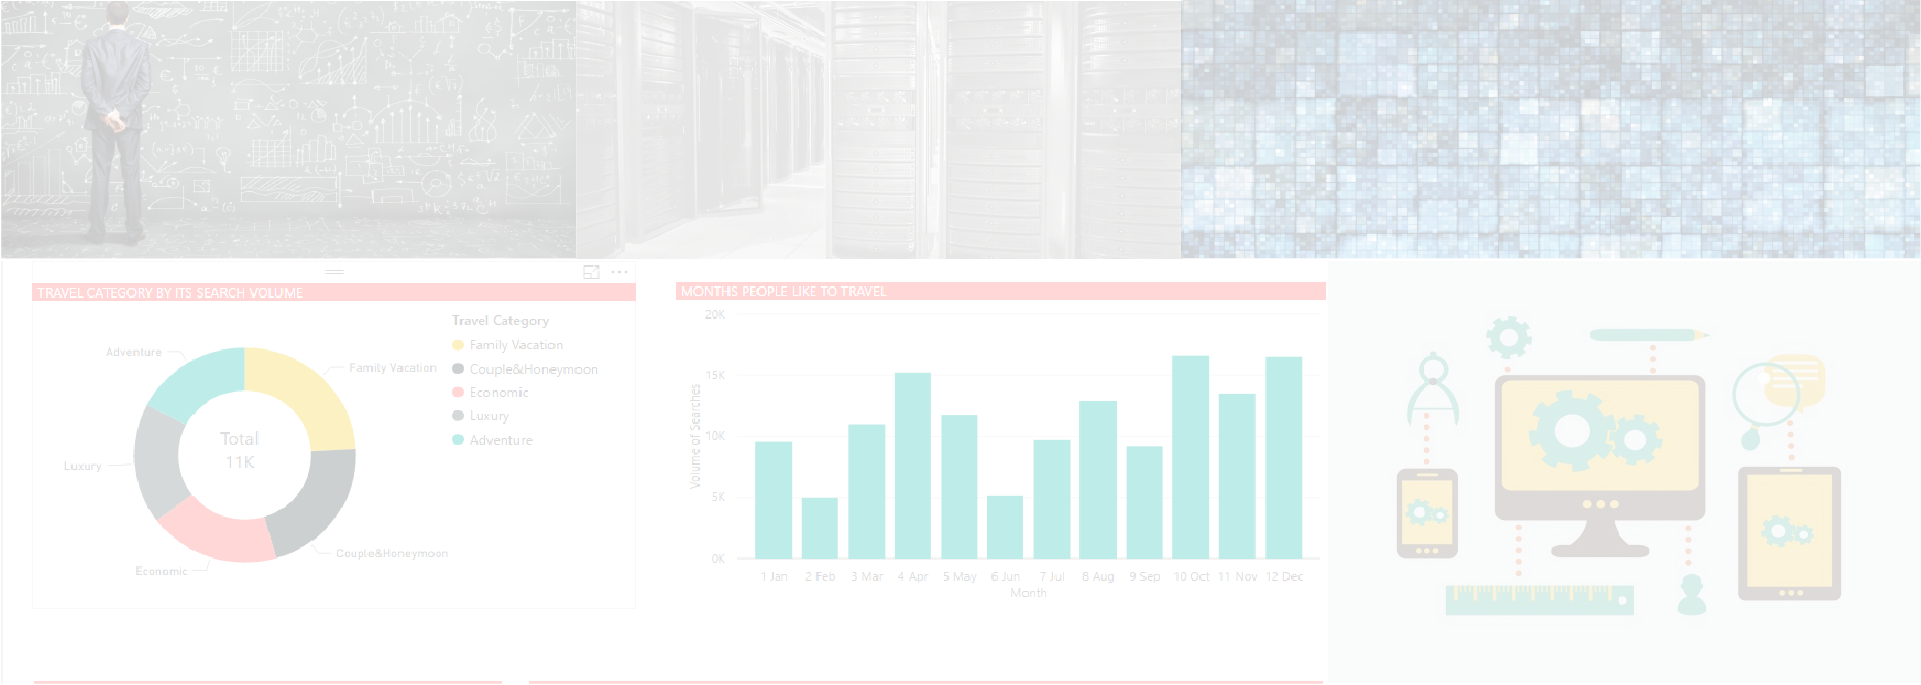 TRAVEL CATEGORY BY ITS SEARCH VOLUME
Travel Category
Family Vacation
Couple&Honeymoon
Economic
Luxury
Adventure
Adventure
Family Vacation
Total
11K
Luxury
Couple&Honeymoon
Economic
MONTHS PEOPLE LIKE TO TRAVEL
20K
15K
10K
5K
0K
Volume of Searches
1 Jan 2 Feb 3 Mar 4 Apr 5 May 6 Jun 7 Jul 8 Aug 9 Sep 10 Oct 11 Nov 12 Dec
Month